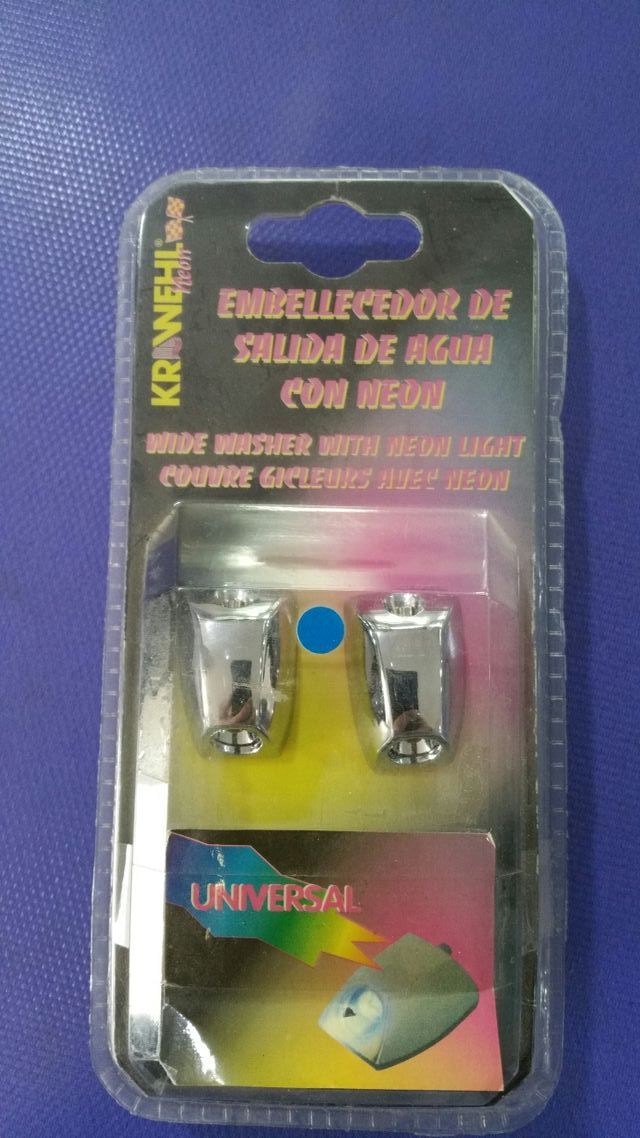 KRAWEHL®
neon
EMBELLECEDOR DE
SALIDA DE AGUA
CON NEON
WIDE WASHER WITH NEON LIGHT
COUVRE GICLEURS AVEC NEON
UNIVERSAL